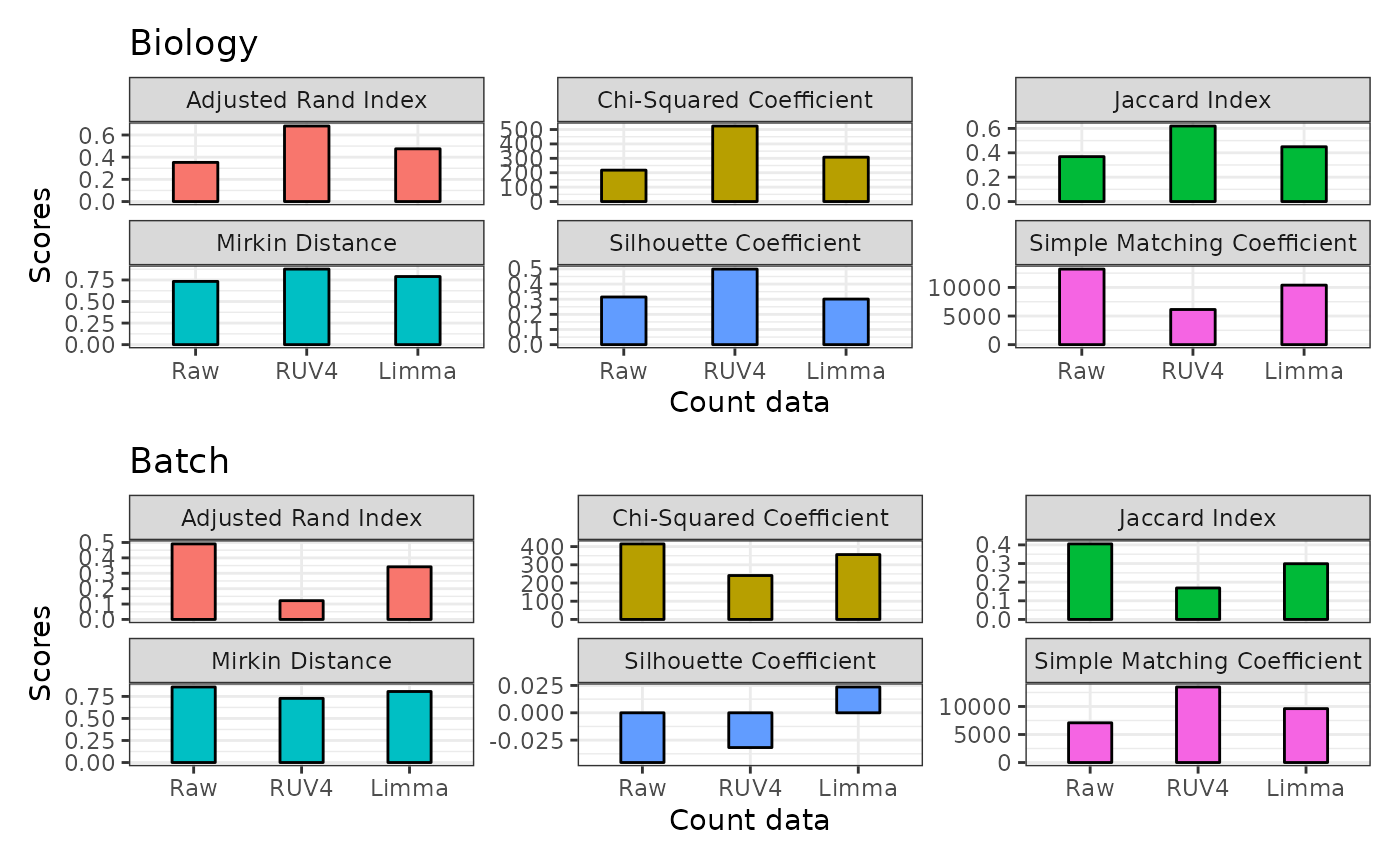 Biology
Adjusted Rand Index
Chi-Squared Coefficient
Jaccard Index
0.6
0.4
0.2
0.0
500
400
300
200
100
0
0.6
0.4
0.2
0.0
Scores
Mirkin Distance
Silhouette Coefficient
Simple Matching Coefficient
0.75
0.50
0.25
0.00
0.5
0.4
0.3
0.2
0.1
0.0
10000
5000
0
Raw RUV4 Limma
Raw RUV4 Limma
Raw RUV4 Limma
Count data
Batch
Adjusted Rand Index
Chi-Squared Coefficient
Jaccard Index
0.5
0.4
0.3
0.2
0.1
0.0
400
300
200
100
0
0.4
0.3
0.2
0.1
0.0
Scores
Mirkin Distance
Silhouette Coefficient
Simple Matching Coefficient
0.75
0.50
0.25
0.00
0.025
0.000
-0.025
10000
5000
0
Raw RUV4 Limma
Raw RUV4 Limma
Raw RUV4 Limma
Count data